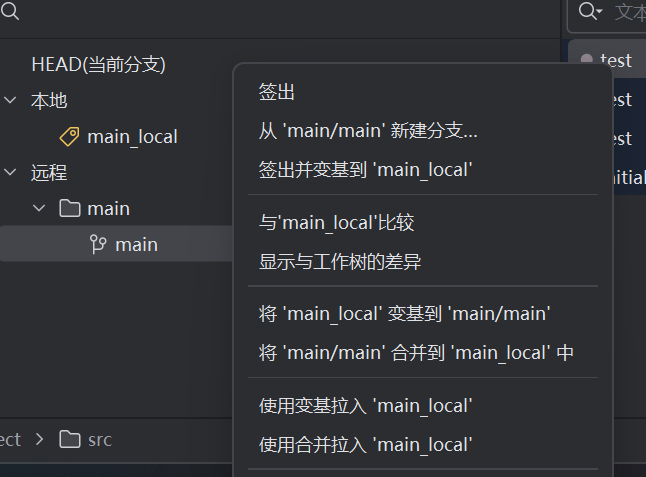 文本
HEAD(当前分支)
test
本地
签出
est
main_local
从 'main/main' 新建分支...
est
远程
签出并变基到 'main_local'
nitial
main
与'main_local'比较
main
显示与工作树的差异
将 'main_local' 变基到 'main/main'
将 'main/main' 合并到 'main_local' 中
使用变基拉入 'main_local'
ect > src
使用合并拉入 'main_local'